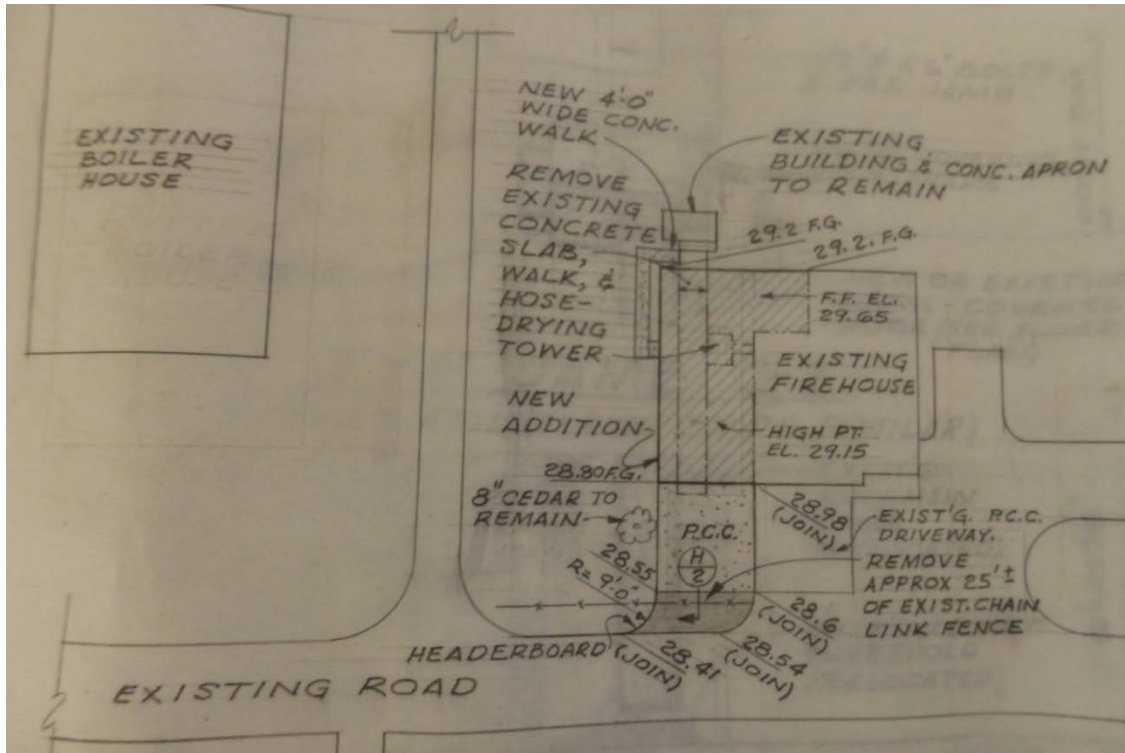 EXISTING
BOILER
HOUSE
NEW 4'-0"
WIDE CONC.
WALK
EXISTING
BUILDING & CONC. APRON
TO REMAIN
REMOVE
EXISTING
CONCRETE
SLAB,
WALK, &
HOSE-
DRYING
TOWER
29.2 F.G.
29.2. F.G.
F.F. EL.
29.65
EXISTING
FIREHOUSE
NEW
ADDITION
HIGH PT.
EL. 29.15
28.80 F.G.
8" CEDAR TO
REMAIN
P.C.C.
H
2
28.98
(JOIN)
EXIST'G. P.C.C.
DRIVEWAY.
REMOVE
APPROX 25'±
OF EXIST. CHAIN
LINK FENCE
28.55
R=9'0"
28.6
(JOIN)
HEADERBOARD
28.41
(JOIN)
28.54
(JOIN)
EXISTING ROAD